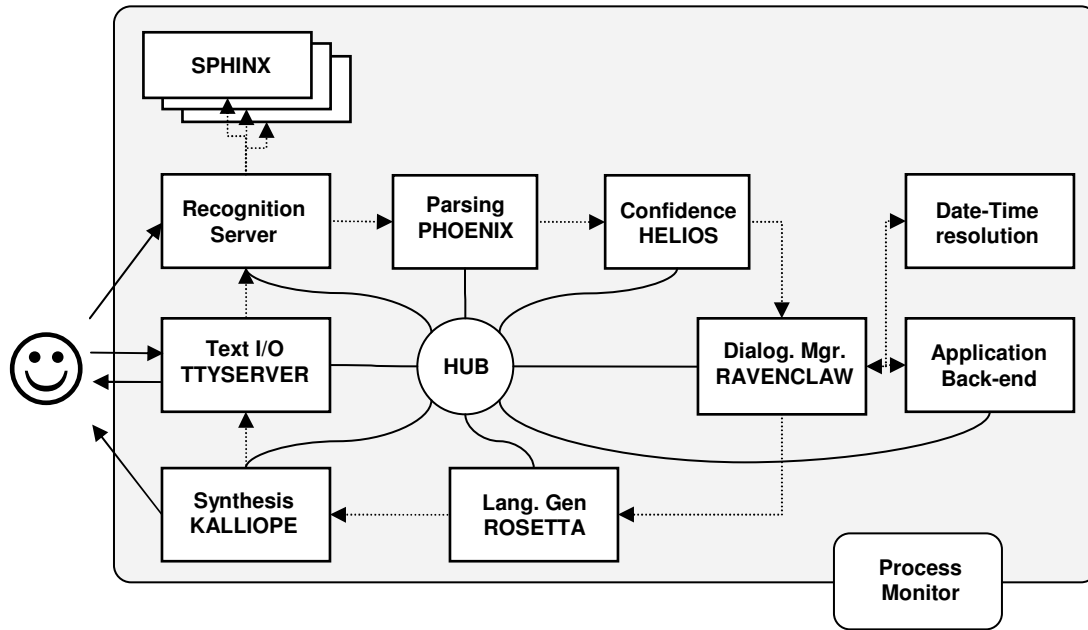 SPHINX
Recognition
Server
Parsing
PHOENIX
Confidence
HELIOS
Date-Time
resolution
Text I/O
TTYSERVER
HUB
Dialog. Mgr.
RAVENCLAW
Application
Back-end
Synthesis
KALLIOPE
Lang. Gen
ROSETTA
Process
Monitor